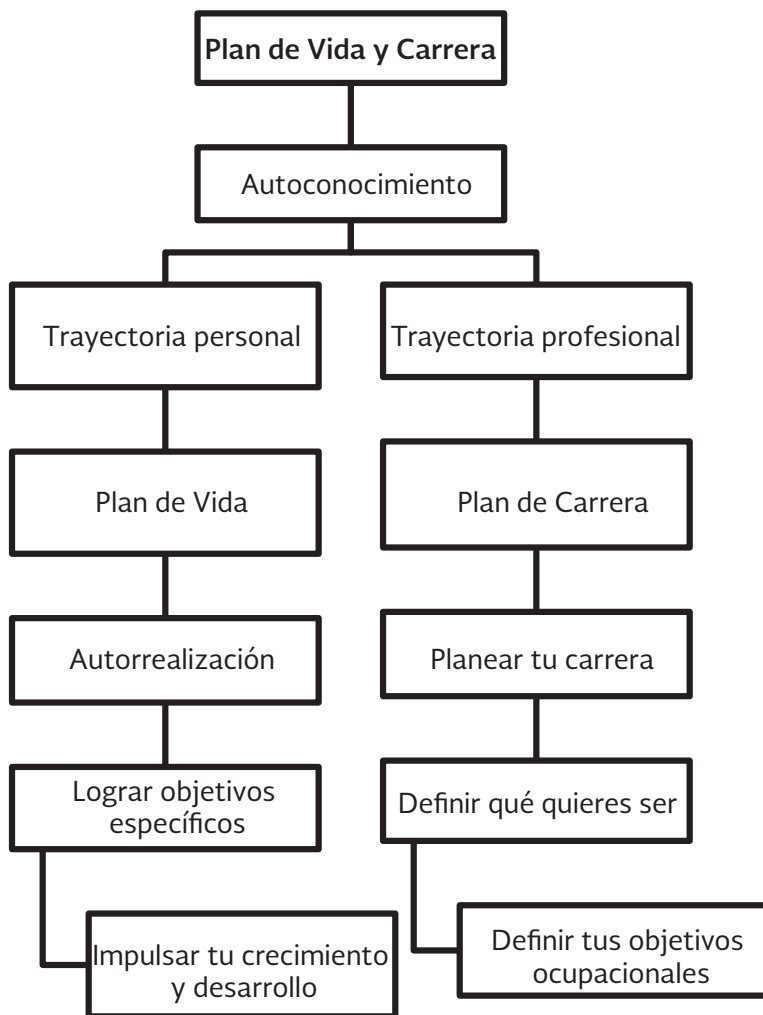 Plan de Vida y Carrera
Autoconocimiento
Trayectoria personal
Trayectoria profesional
Plan de Vida
Plan de Carrera
Autorrealización
Planear tu carrera
Lograr objetivos
específicos
Definir qué quieres ser
Impulsar tu crecimiento
y desarrollo
Definir tus objetivos
ocupacionales